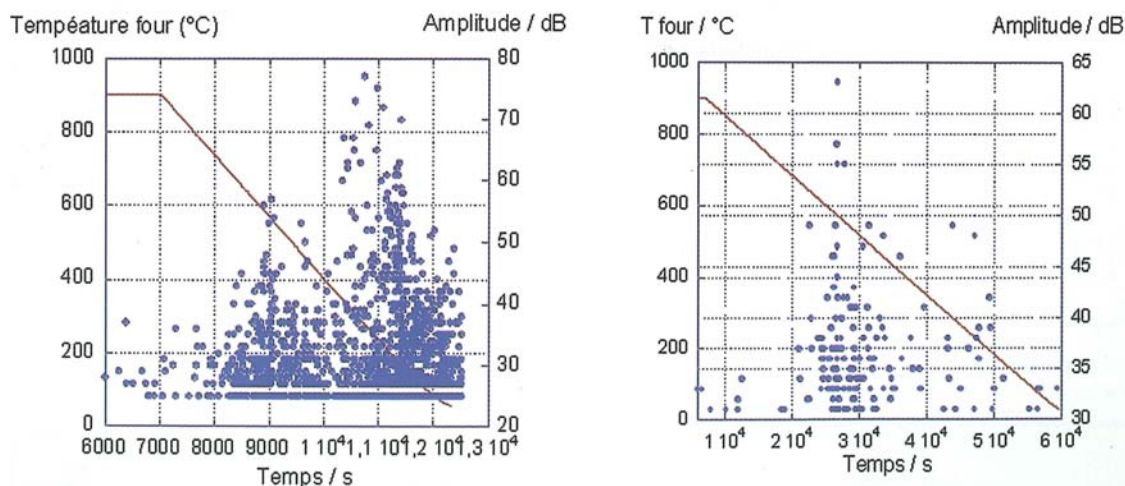 Tempéature four (°C) Amplitude / dB
1000 80
800 70
600 60
400 50
200 40
0 30
20
6000 7000 8000 9000 1 10⁴ 1,1 10⁴ 1,2 10⁴ 1,3 10⁴
Temps / s
T four / °C Amplitude / dB
1000 65
800 60
600 55
400 50
200 45
0 40
35
30
1 10⁴ 2 10⁴ 3 10⁴ 4 10⁴ 5 10⁴ 6 10⁴
Temps / s